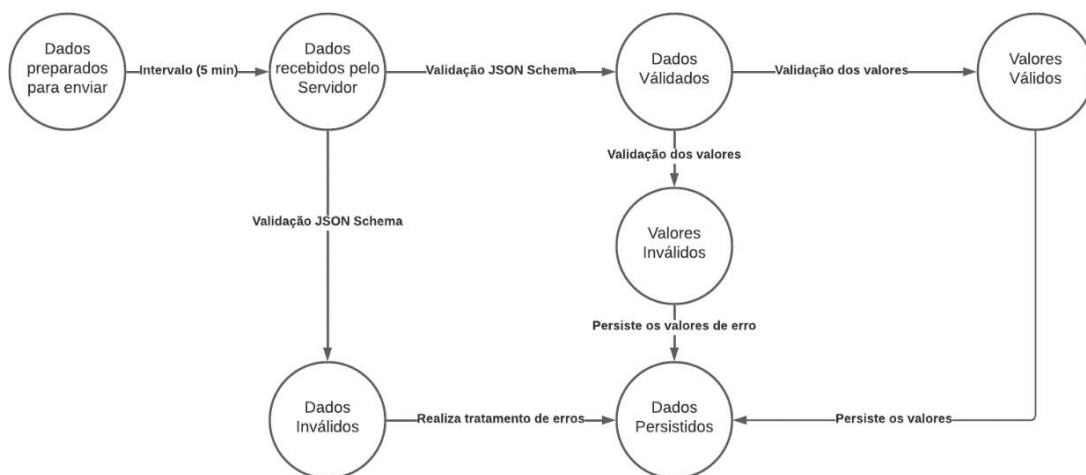 Dados
preparados
para enviar
Intervalo (5 min)
Dados
recebidos pelo
Servidor
Validação JSON Schema
Dados
Válidados
Validação dos valores
Valores
Válidos
Validação dos valores
Validação JSON Schema
Valores
Inválidos
Persiste os valores de erro
Dados
Inválidos
Realiza tratamento de erros
Dados
Persistidos
Persiste os valores